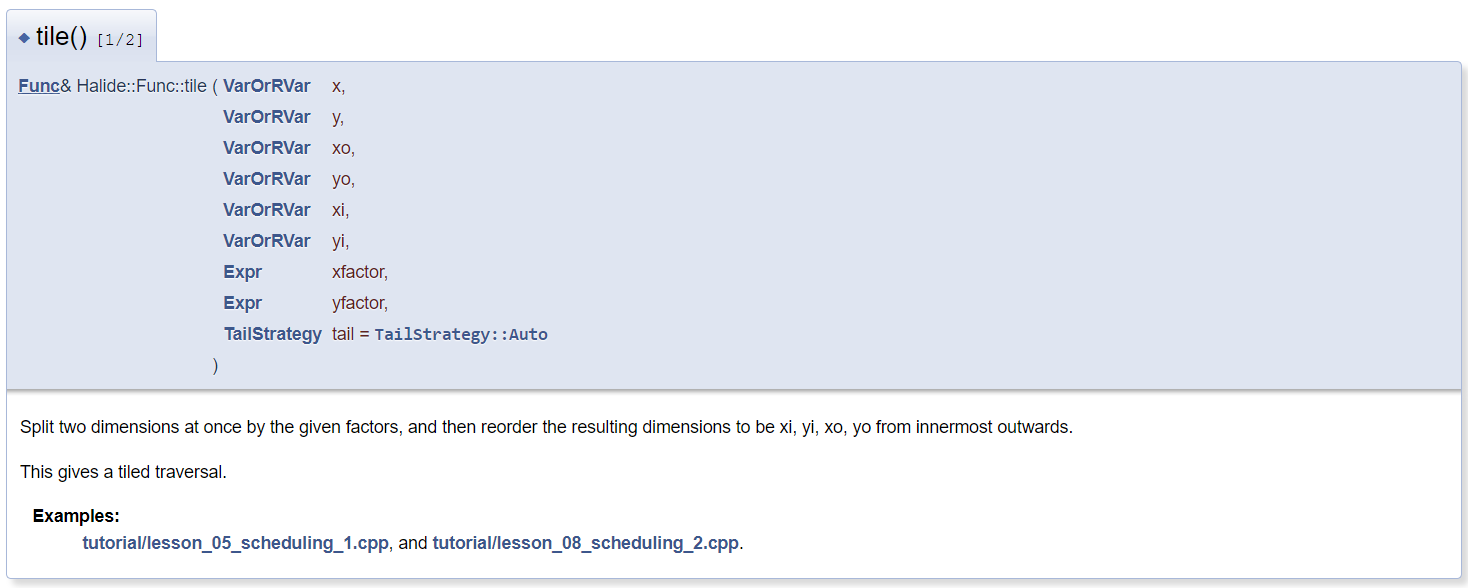 ◆ tile() [1/2]
Func& Halide::Func::tile ( VarOrRVar x,
VarOrRVar y,
VarOrRVar xo,
VarOrRVar yo,
VarOrRVar xi,
VarOrRVar yi,
Expr xfactor,
Expr yfactor,
TailStrategy tail = TailStrategy::Auto
)
Split two dimensions at once by the given factors, and then reorder the resulting dimensions to be xi, yi, xo, yo from innermost outwards.
This gives a tiled traversal.
Examples:
tutorial/lesson_05_scheduling_1.cpp, and tutorial/lesson_08_scheduling_2.cpp.